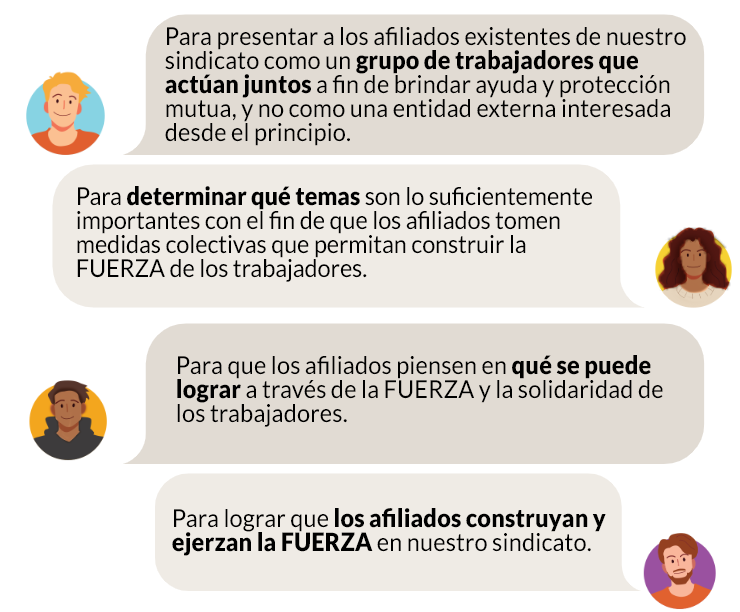 Para presentar a los afiliados existentes de nuestro
sindicato como un grupo de trabajadores que
actúan juntos a fin de brindar ayuda y protección
mutua, y no como una entidad externa interesada
desde el principio.
Para determinar qué temas son lo suficientemente
importantes con el fin de que los afiliados tomen
medidas colectivas que permitan construir la
FUERZA de los trabajadores.
Para que los afiliados piensen en qué se puede
lograr a través de la FUERZA y la solidaridad de
los trabajadores.
Para lograr que los afiliados construyan y
ejerzan la FUERZA en nuestro sindicato.